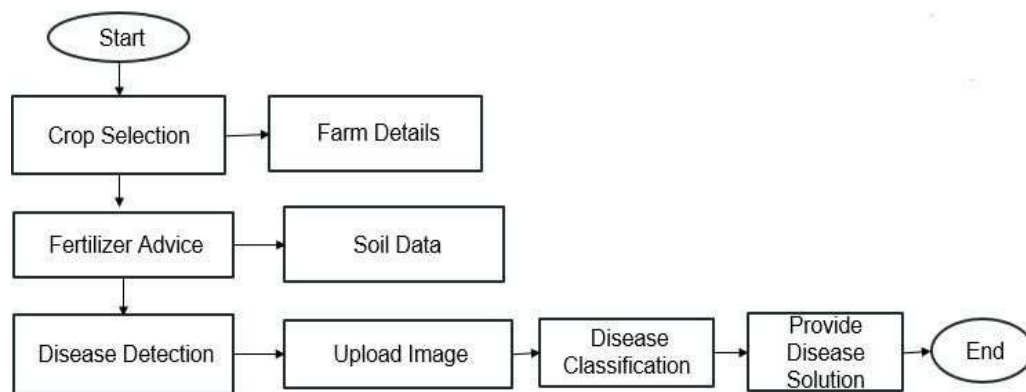 Start
Crop Selection
Farm Details
Fertilizer Advice
Soil Data
Disease Detection
Upload Image
Disease
Classification
Provide
Disease
Solution
End